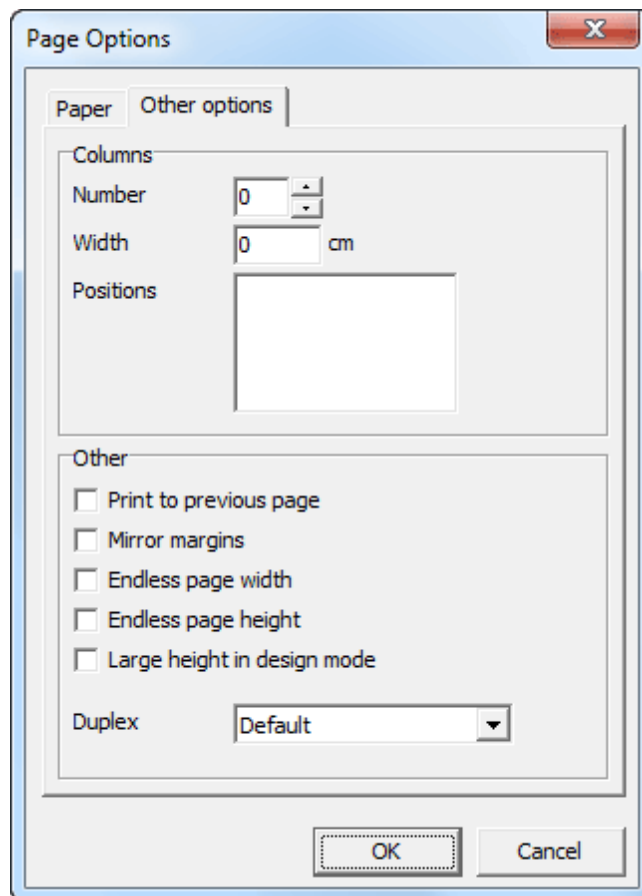 Page Options
Paper Other options
Columns
Number 0
Width 0 cm
Positions
Other
Print to previous page
Mirror margins
Endless page width
Endless page height
Large height in design mode
Duplex Default
OK Cancel